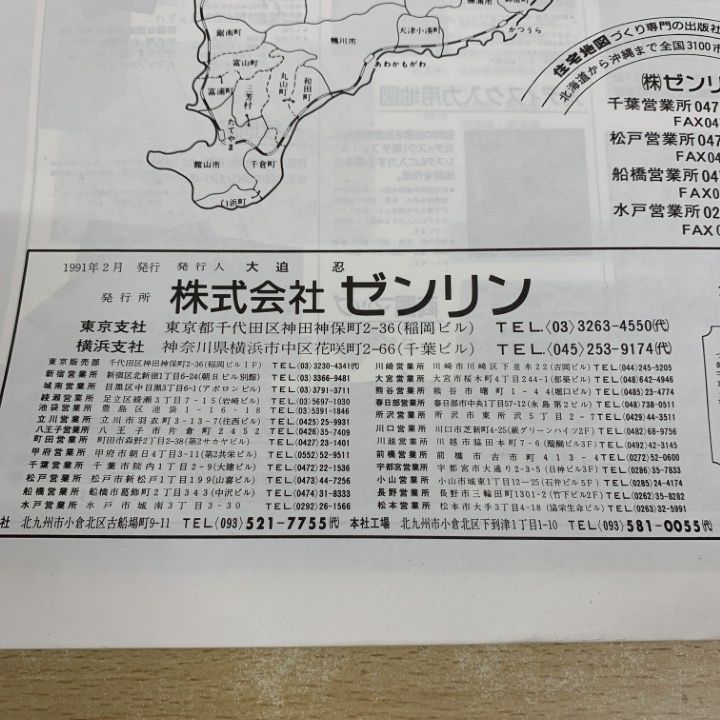 勝浦市
かつうら
鋸南町
鴨川市
大津小湊町
あわかもがわ
富山町
富浦町
三芳村
丸山町
和田町
たてやま
館山市
千倉町
白浜町
住宅地図づくり専門の出版社
北海道から沖縄まで全国3100市
㈱ゼンリ
千葉営業所047
FAX04
松戸営業所047
FAX04
船橋営業所047
FAX0
水戸営業所02
FAX
1991年2月 発行 発行人 大迫 忍
発行所 株式会社 ゼンリン
東京支社 東京都千代田区神田神保町2-36(稲岡ビル) TEL.〈03〉3263-4550㈹
横浜支社 神奈川県横浜市中区花咲町2-66(千葉ビル) TEL.〈045〉253-9174㈹
東京販売部 千代田区神田神保町2-36(稲岡ビル1F) TEL(03)3230-4341㈹
新宿営業所 新宿区北新宿1丁目6-24(朝日ビル別館) TEL(03)3366-9481
城南営業所 目黒区中目黒3丁目6-1(アポロンビル) TEL(03)3791-3711
綾瀬営業所 足立区綾瀬3丁目7-15(岩崎ビル) TEL(03)5697-1030
池袋営業所 豊島区池袋1-16-18 TEL(03)5391-1846
立川営業所 立川市羽衣町3-13-7(住西ビル) TEL(0425)25-9931
八王子営業所 八王子市片倉町2452 TEL(0426)35-7409
町田営業所 町田市森野2丁目2-38(第2サカヤビル) TEL(0427)23-1401
甲府営業所 甲府市朝日4丁目3-11(第2共栄ビル) TEL(0552)52-9511
千葉営業所 千葉市院内1丁目2-9(大建ビル) TEL(0472)22-1536
松戸営業所 松戸市新松戸1丁目199(山喜ビル) TEL(0473)44-7256
船橋営業所 船橋市葛飾町2丁目343(中沢ビル) TEL(0474)31-8333
水戸営業所 水戸市城南3丁目3-30 TEL(0292)26-1566
川崎営業所 川崎市川崎区下並木22(吉岡ビル) TEL(044)245-5205
大宮営業所 大宮市桜木町4丁目244-1(都築ビル) TEL(048)642-4946
熊谷営業所 熊谷市曙町1-4(堀口ビル) TEL(0485)23-4774
春日部営業所 春日部市中央1丁目57-12(永島第2ビル) TEL(048)738-0511
所沢営業所 所沢市東所沢5丁目2-7 TEL(0429)44-3511
川口営業所 川口市芝新町4-25(蕨グリーンハイツ2F) TEL(0482)68-9756
川越営業所 川越市脇田本町7-6(醍醐ビル3F) TEL(0492)42-3145
前橋営業所 前橋市古市町413-4 TEL(0272)52-0600
宇都宮営業所 宇都宮市大通り2-3-5(日神ビル3F) TEL(0286)35-7833
小山営業所 小山市城東1丁目12-25(石井ビル5F) TEL(0285)24-4174
長野営業所 長野市三輪田町1301-2(竹下ビル2F) TEL(0262)35-8282
松本営業所 松本市大手3丁目4-18(協栄生命ビル) TEL(0263)32-5991
社 北九州市小倉北区古船場町9-11 TEL〈093〉521-7755㈹ 本社工場 北九州市小倉北区下到津1丁目1-10 TEL〈093〉581-0055㈹